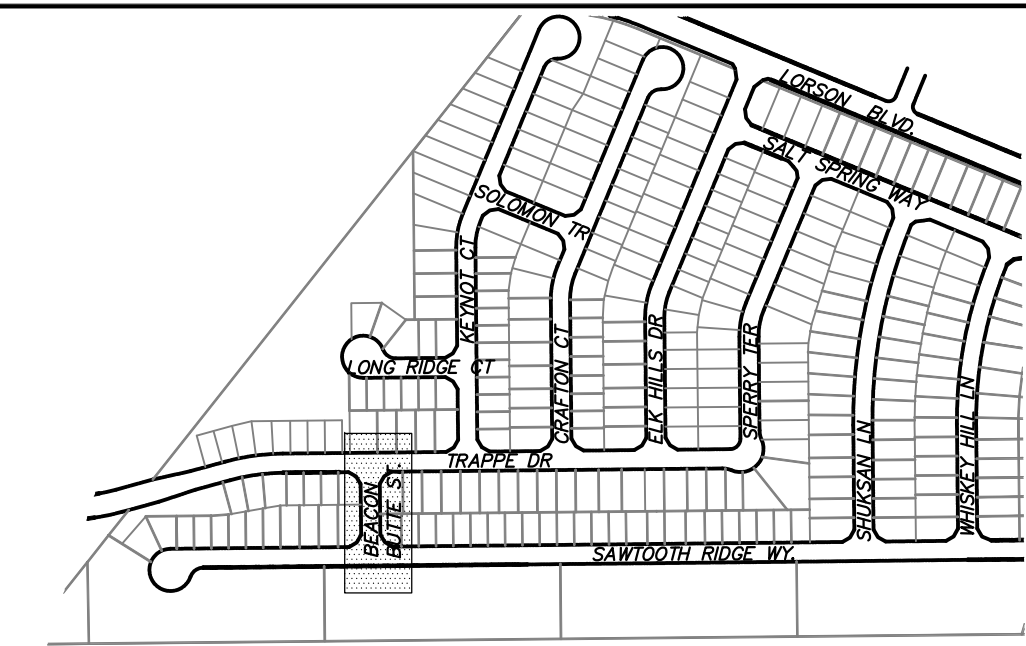 LORSON BLVD.
SALT SPRING WAY
SOLOMON TR
KEYNOT CT
LONG RIDGE CT
CRAFTON CT
ELK HILLS DR
SPERRY TER
TRAPPE DR
SHUKSAN LN
WHISKEY HILL LN
BEACON
BUTTE ST.
SAWTOOTH RIDGE WY.